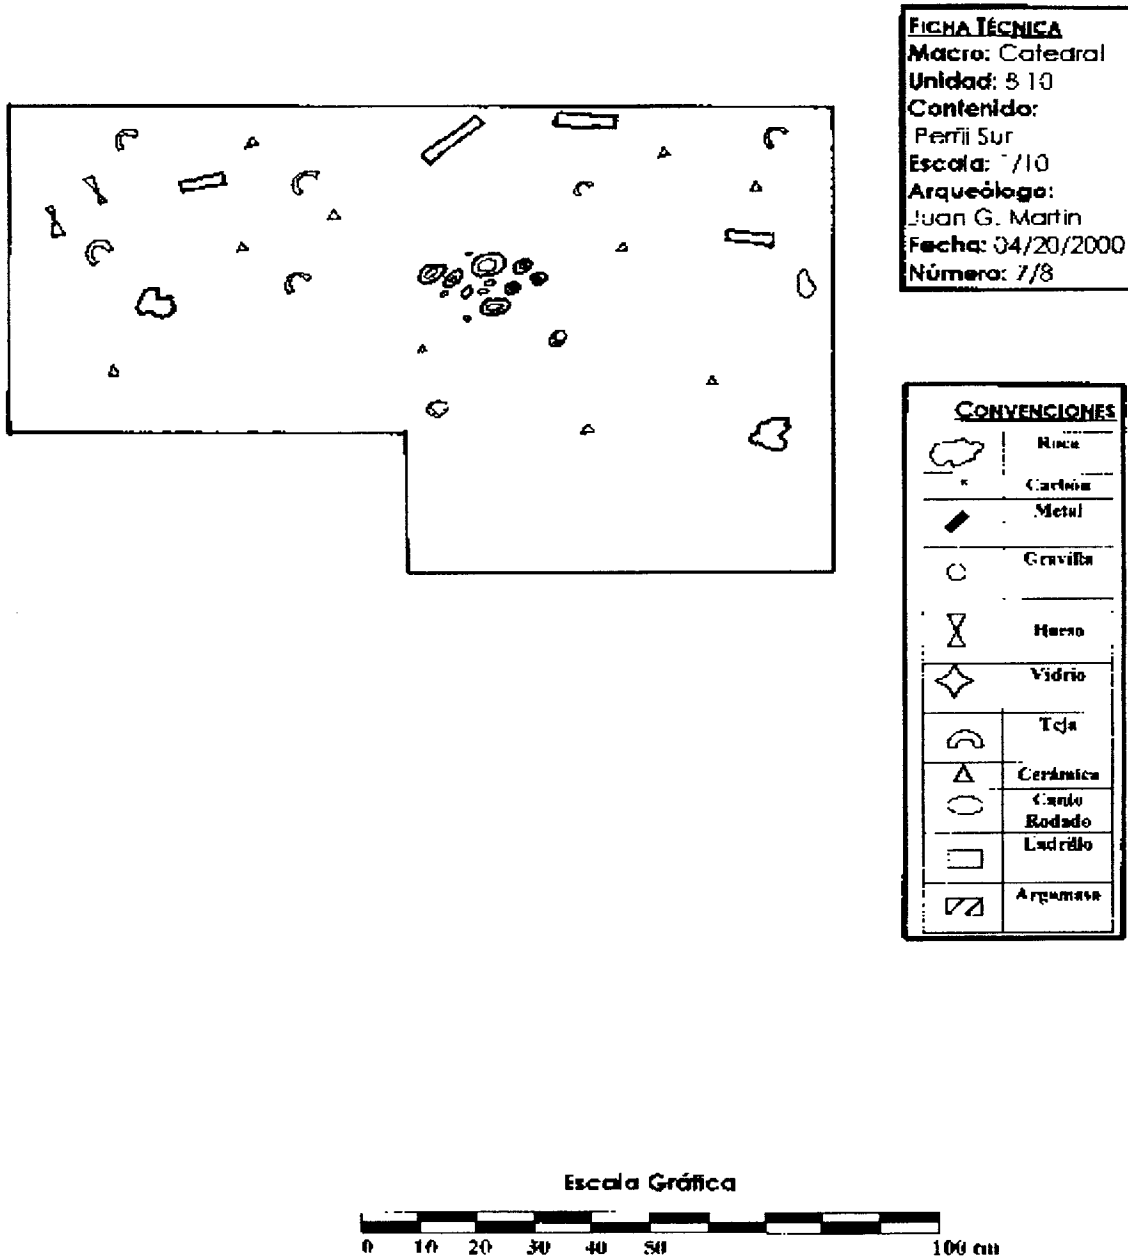 FICHA TÉCNICA
Macro: Catedral
Unidad: 8 10
Contenido:
Perfil Sur
Escala: 1/10
Arqueólogo:
Juan G. Martin
Fecha: 04/20/2000
Número: 7/8
CONVENCIONES
Roca
Carbón
Metal
Gravilla
Hueso
Vidrio
Teja
Cerámica
Canto
Rodado
Ladrillo
Argamasa
Escala Gráfica
0 10 20 30 40 50 100 cm